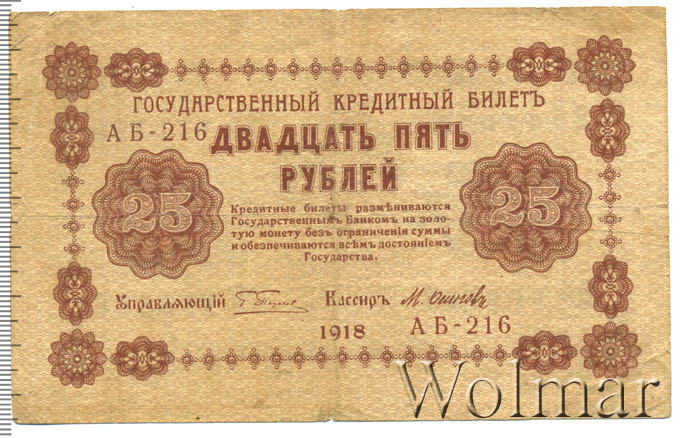 ГОСУДАРСТВЕННЫЙ КРЕДИТНЫЙ БИЛЕТЪ
АБ-216
ДВАДЦАТЬ ПЯТЬ
РУБЛЕЙ
25
25
Кредитные билеты размѣниваются
Государственнымъ Банкомъ на золо-
тую монету безъ ограниченія суммы
и обезпечиваются всѣмъ достояніемъ
Государства.
Управляющій
Кассиръ
1918
АБ-216
Wolmar